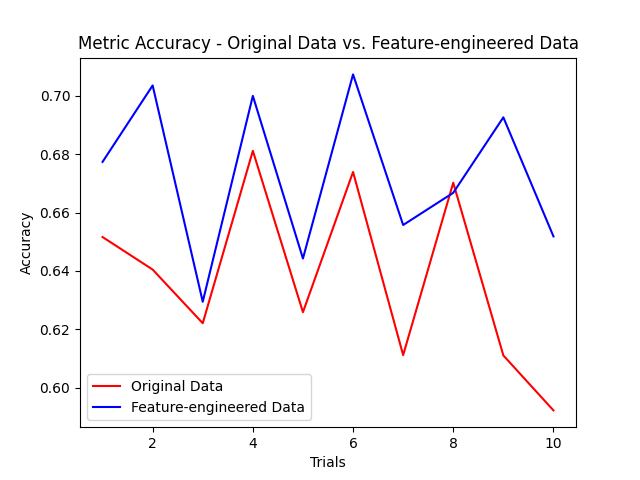 Metric Accuracy - Original Data vs. Feature-engineered Data
0.70
0.68
0.66
0.64
0.62
0.60
Accuracy
Original Data
Feature-engineered Data
2 4 6 8 10
Trials